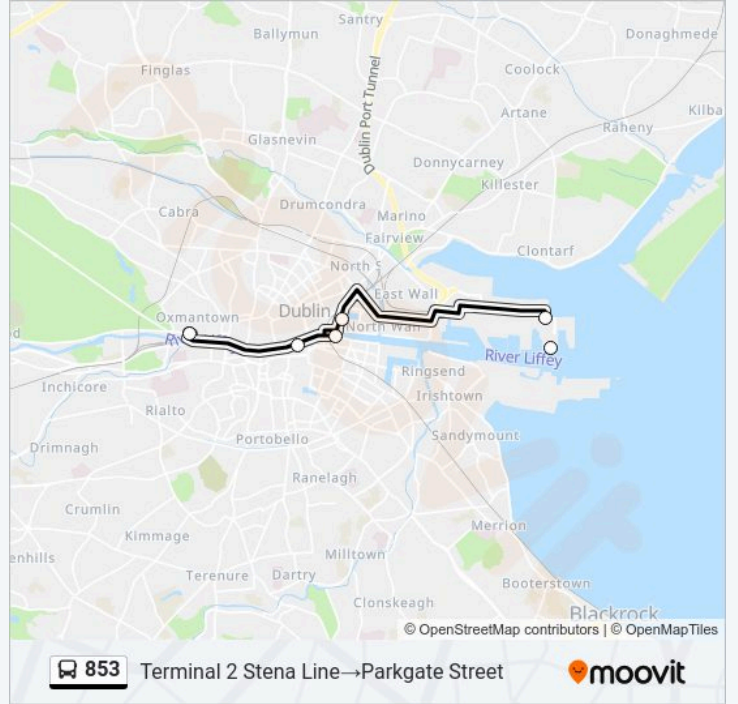 Santry
Ballymun
Donaghmede
Finglas
Coolock
Dublin Port Tunnel
Artane
Kilba
Raheny
Glasnevin
Donnycarney
Killester
Drumcondra
Cabra
Marino
Fairview
Clontarf
North S
East Wall
Oxmantown
Dublin
North Wall
d
River Liffey
Ringsend
Inchicore
Irishtown
Rialto
Sandymount
Portobello
Drimnagh
Ranelagh
Crumlin
Merrion
Kimmage
Milltown
enhills
Terenure
Dartry
Booterstown
Clonskeagh
Blackrock
© OpenStreetMap contributors | © OpenMapTiles
853 Terminal 2 Stena Line→Parkgate Street moovit